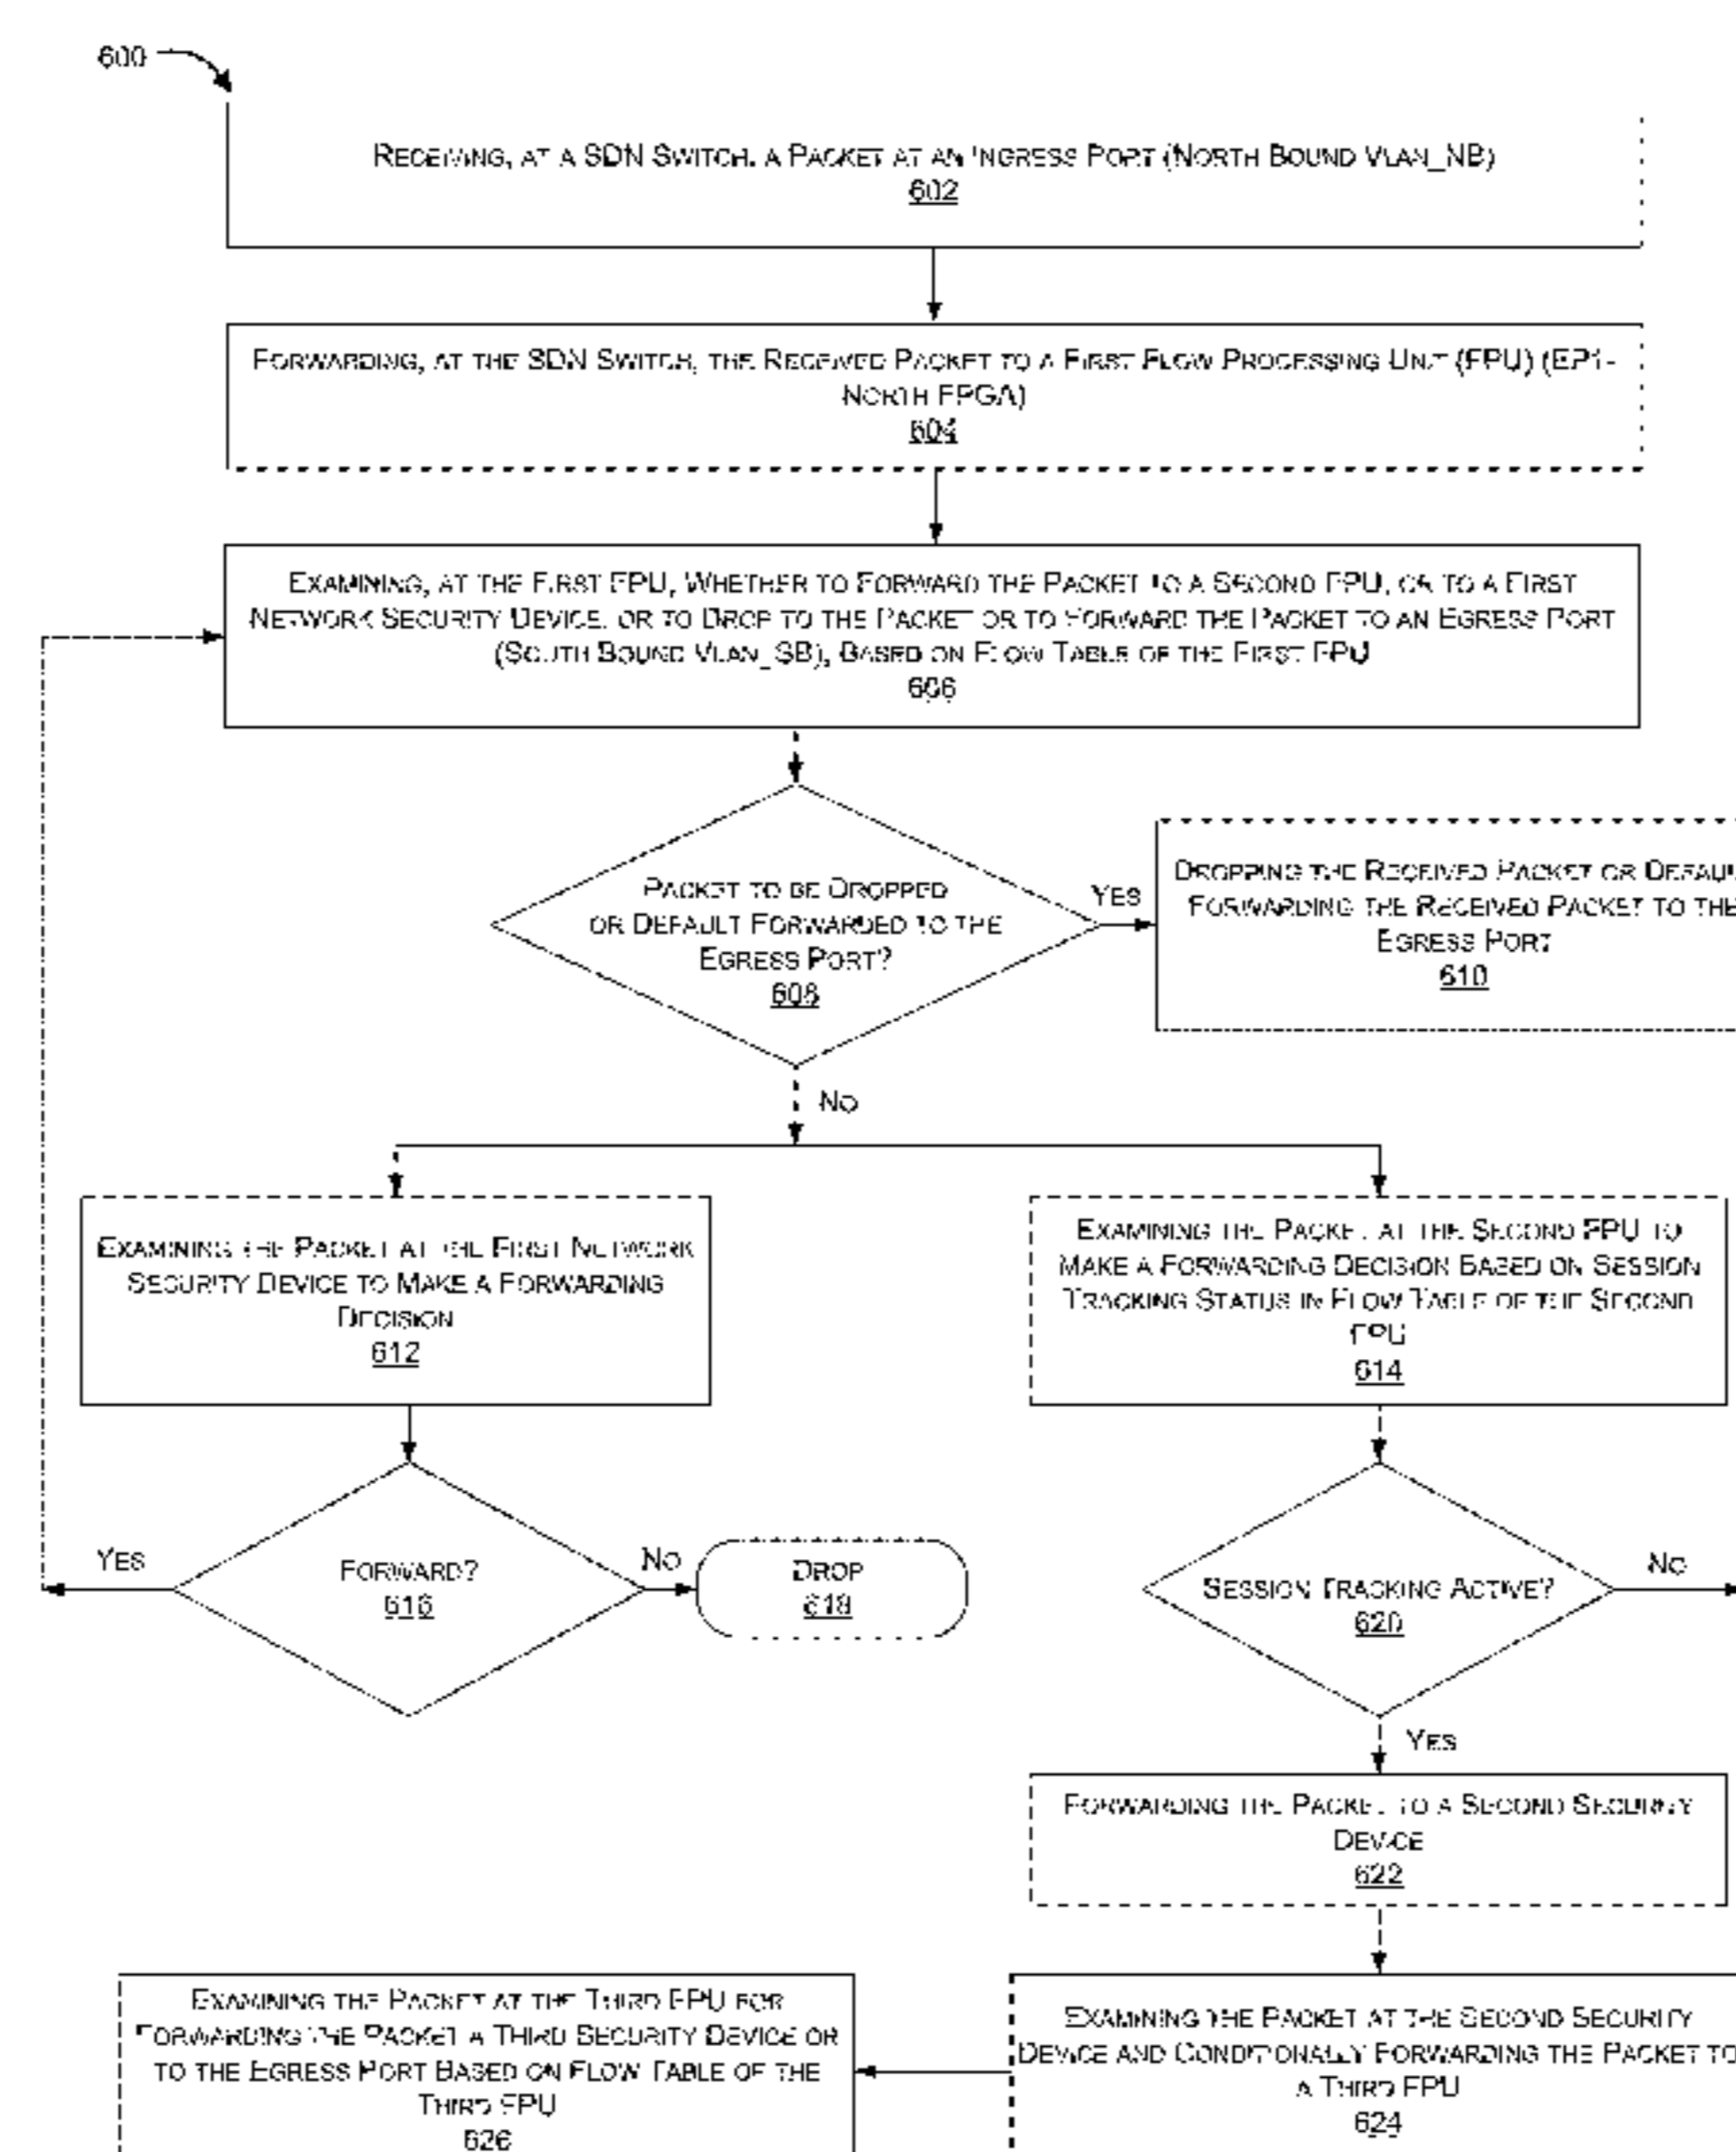 600
RECEIVING, AT A SDN SWITCH, A PACKET AT AN INGRESS PORT (NORTH BOUND VLAN_NB)
602
FORWARDING, AT THE SDN SWITCH, THE RECEIVED PACKET TO A FIRST FLOW PROCESSING UNIT (FPU) (EP1-
NORTH FPGA)
604
EXAMINING, AT THE FIRST FPU, WHETHER TO FORWARD THE PACKET TO A SECOND FPU, OR TO A FIRST
NETWORK SECURITY DEVICE, OR TO DROP TO THE PACKET OR TO FORWARD THE PACKET TO AN EGRESS PORT
(SOUTH BOUND VLAN_SB), BASED ON FLOW TABLE OF THE FIRST FPU
606
PACKET TO BE DROPPED
OR DEFAULT FORWARDED TO THE
EGRESS PORT?
608
YES
DROPPING THE RECEIVED PACKET OR DEFAU
FORWARDING THE RECEIVED PACKET TO THE
EGRESS PORT
610
NO
EXAMINING THE PACKET AT THE FIRST NETWORK
SECURITY DEVICE TO MAKE A FORWARDING
DECISION
612
EXAMINING THE PACKET AT THE SECOND FPU TO
MAKE A FORWARDING DECISION BASED ON SESSION
TRACKING STATUS IN FLOW TABLE OF THE SECOND
FPU
614
YES
FORWARD?
616
NO
DROP
618
SESSION TRACKING ACTIVE?
620
NO
YES
FORWARDING THE PACKET TO A SECOND SECURITY
DEVICE
622
EXAMINING THE PACKET AT THE THIRD FPU FOR
FORWARDING THE PACKET A THIRD SECURITY DEVICE OR
TO THE EGRESS PORT BASED ON FLOW TABLE OF THE
THIRD FPU
626
EXAMINING THE PACKET AT THE SECOND SECURITY
DEVICE AND CONDITIONALLY FORWARDING THE PACKET TO
A THIRD FPU
624